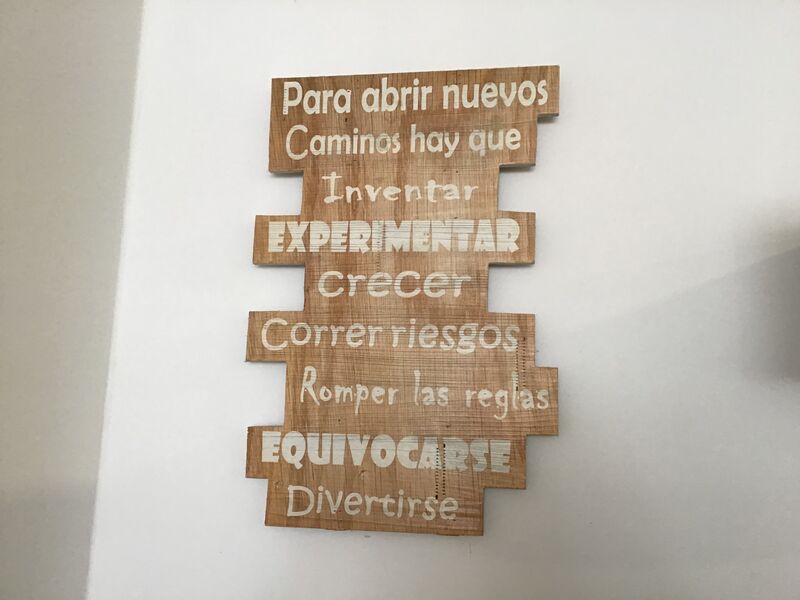 Para abrir nuevos
Caminos hay que
Inventar
EXPERIMENTAR
crecer
Correr riesgos
Romper las reglas
EQUIVOCARSE
Divertirse